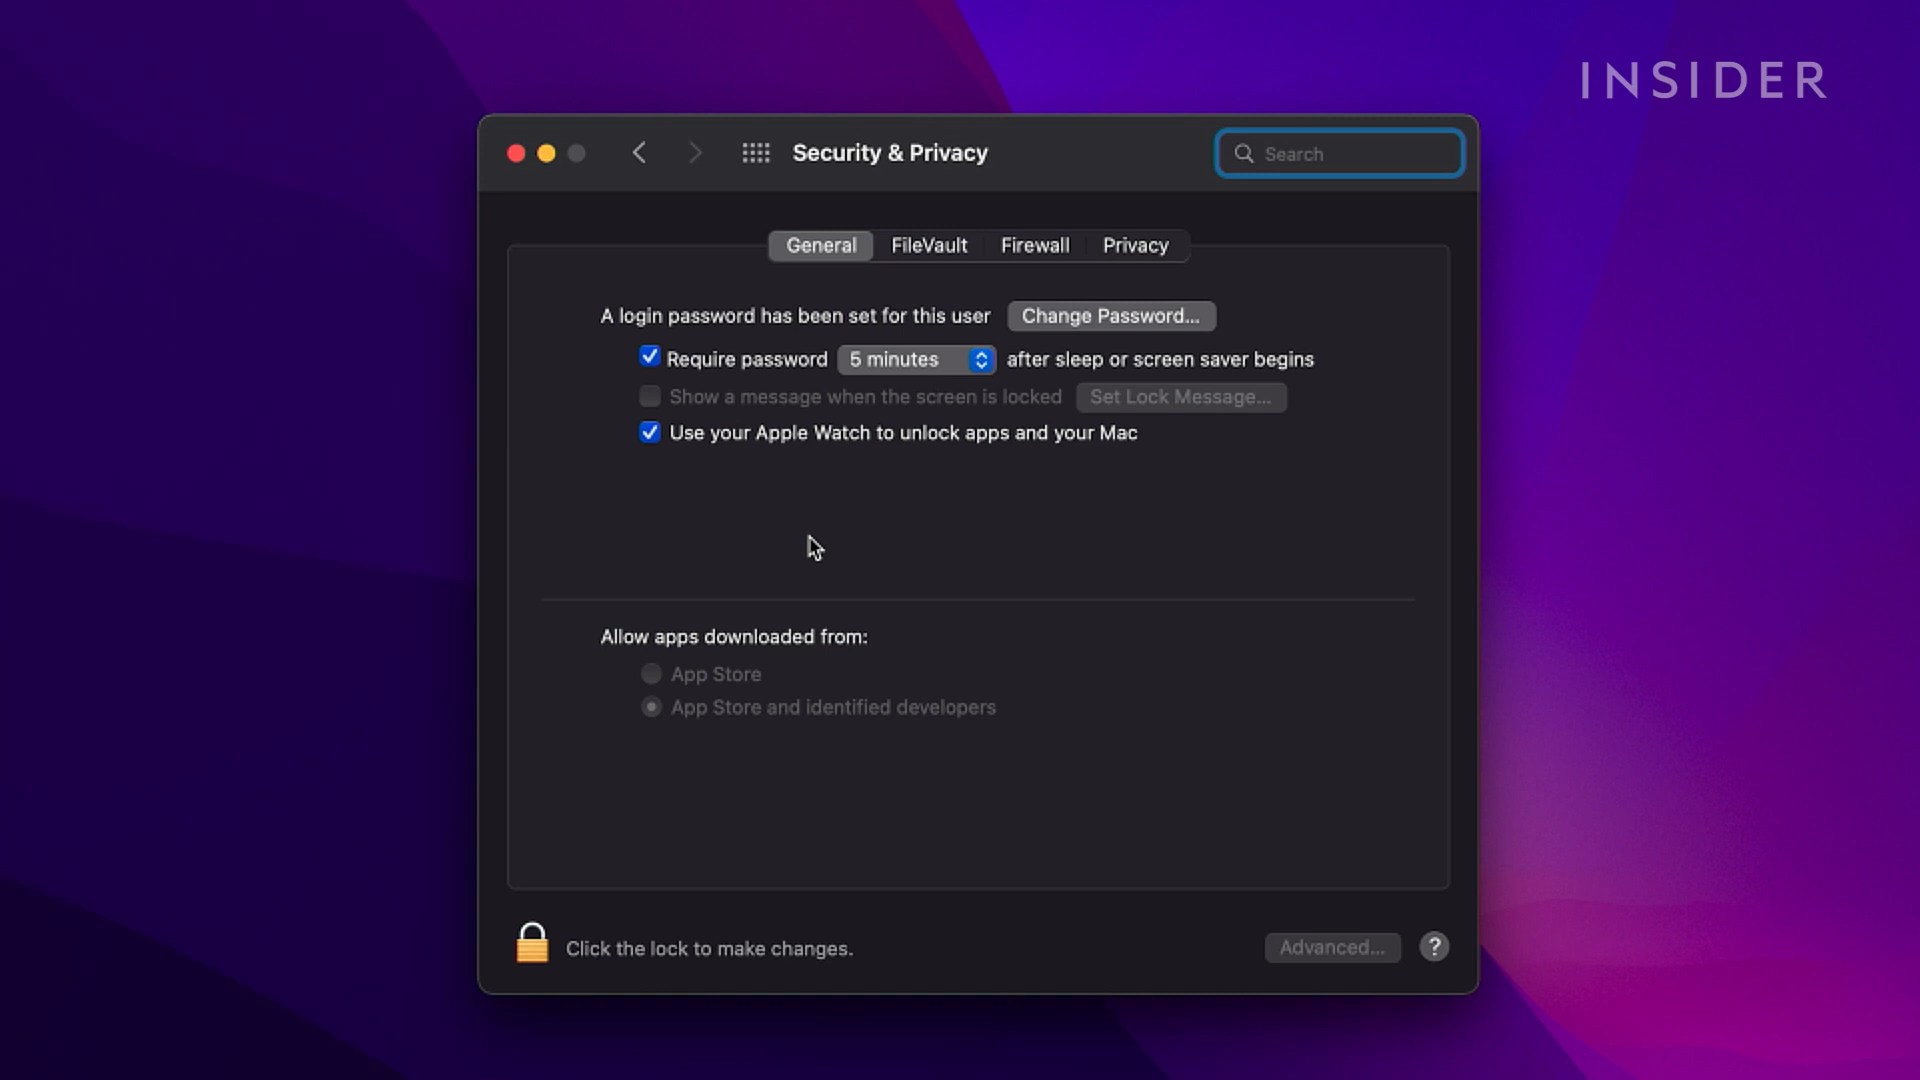 INSIDER
Security & Privacy
Search
General FileVault Firewall Privacy
A login password has been set for this user Change Password...
Require password 5 minutes after sleep or screen saver begins
Show a message when the screen is locked Set Lock Message...
Use your Apple Watch to unlock apps and your Mac
Allow apps downloaded from:
App Store
App Store and identified developers
Click the lock to make changes. Advanced... ?